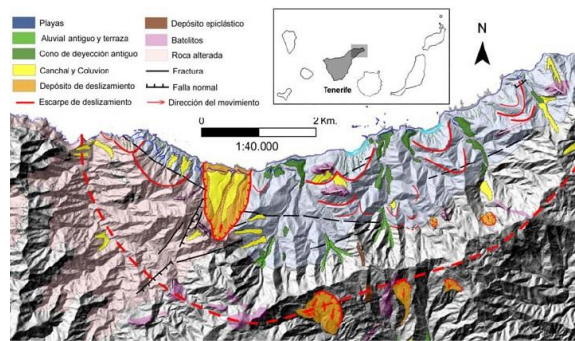 Playas
Aluvial antiguo y terraza
Cono de deyección antiguo
Canchal y Coluvion
Depósito de deslizamiento
Escarpe de deslizamiento
Depósito epiclástico
Batolitos
Roca alterada
Fractura
Falla normal
Dirección del movimiento
Tenerife
N
0 2 Km.
1:40.000